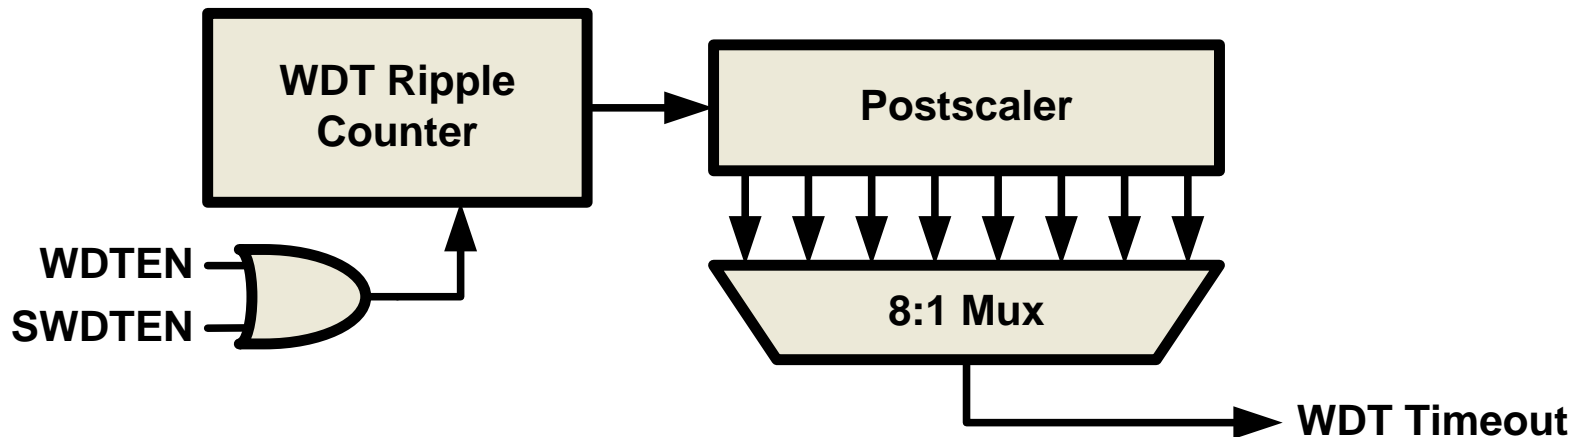 WDT Ripple
Counter
Postscaler
WDTEN
SWDTEN
8:1 Mux
WDT Timeout